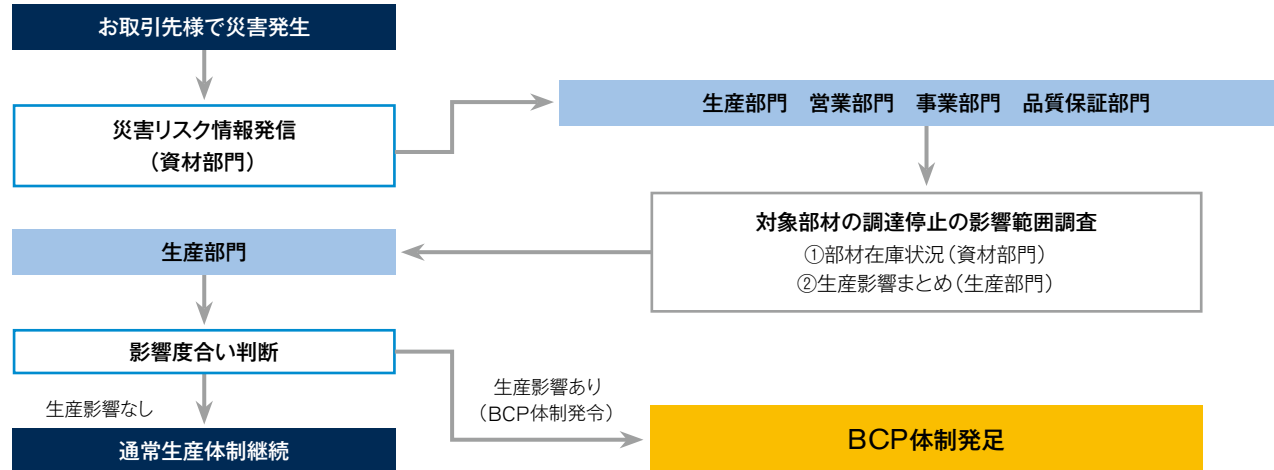 お取引先様で災害発生
災害リスク情報発信
（資材部門）
生産部門　営業部門　事業部門　品質保証部門
対象部材の調達停止の影響範囲調査
①部材在庫状況（資材部門）
②生産影響まとめ（生産部門）
生産部門
影響度合い判断
生産影響なし
通常生産体制継続
生産影響あり
（BCP体制発令）
BCP体制発足